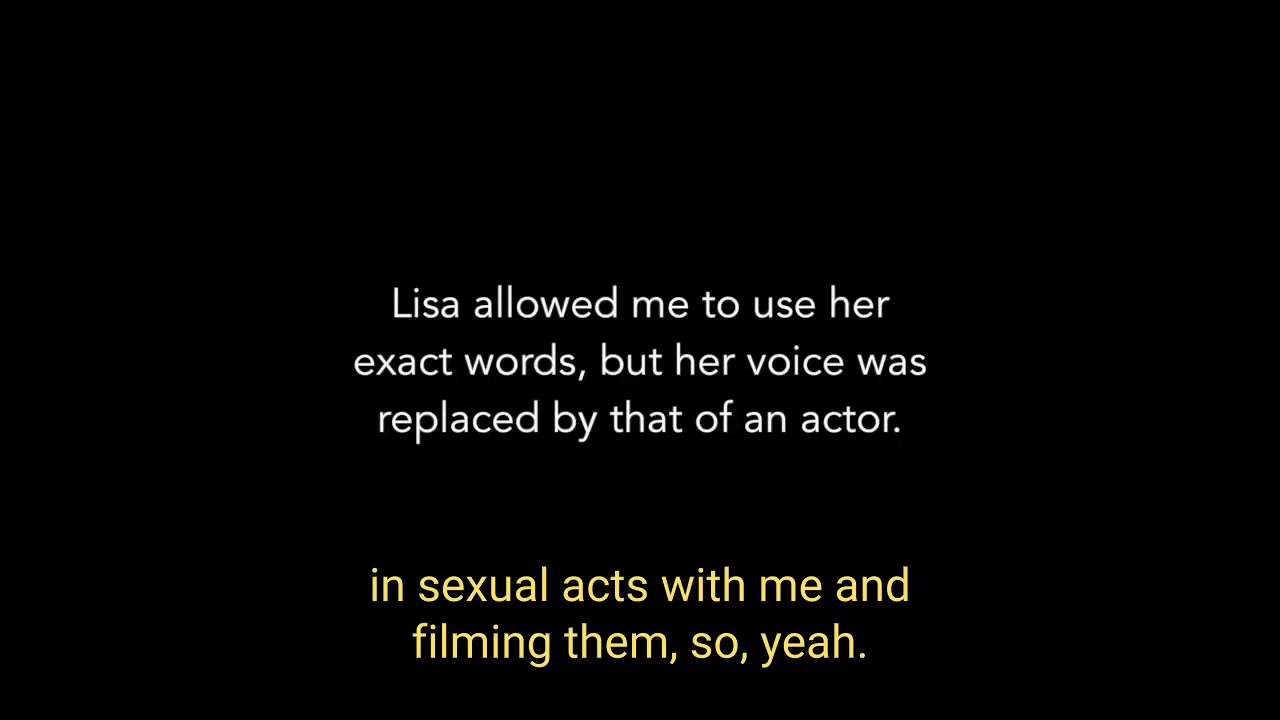 Lisa allowed me to use her
exact words, but her voice was
replaced by that of an actor.
in sexual acts with me and
filming them, so, yeah.